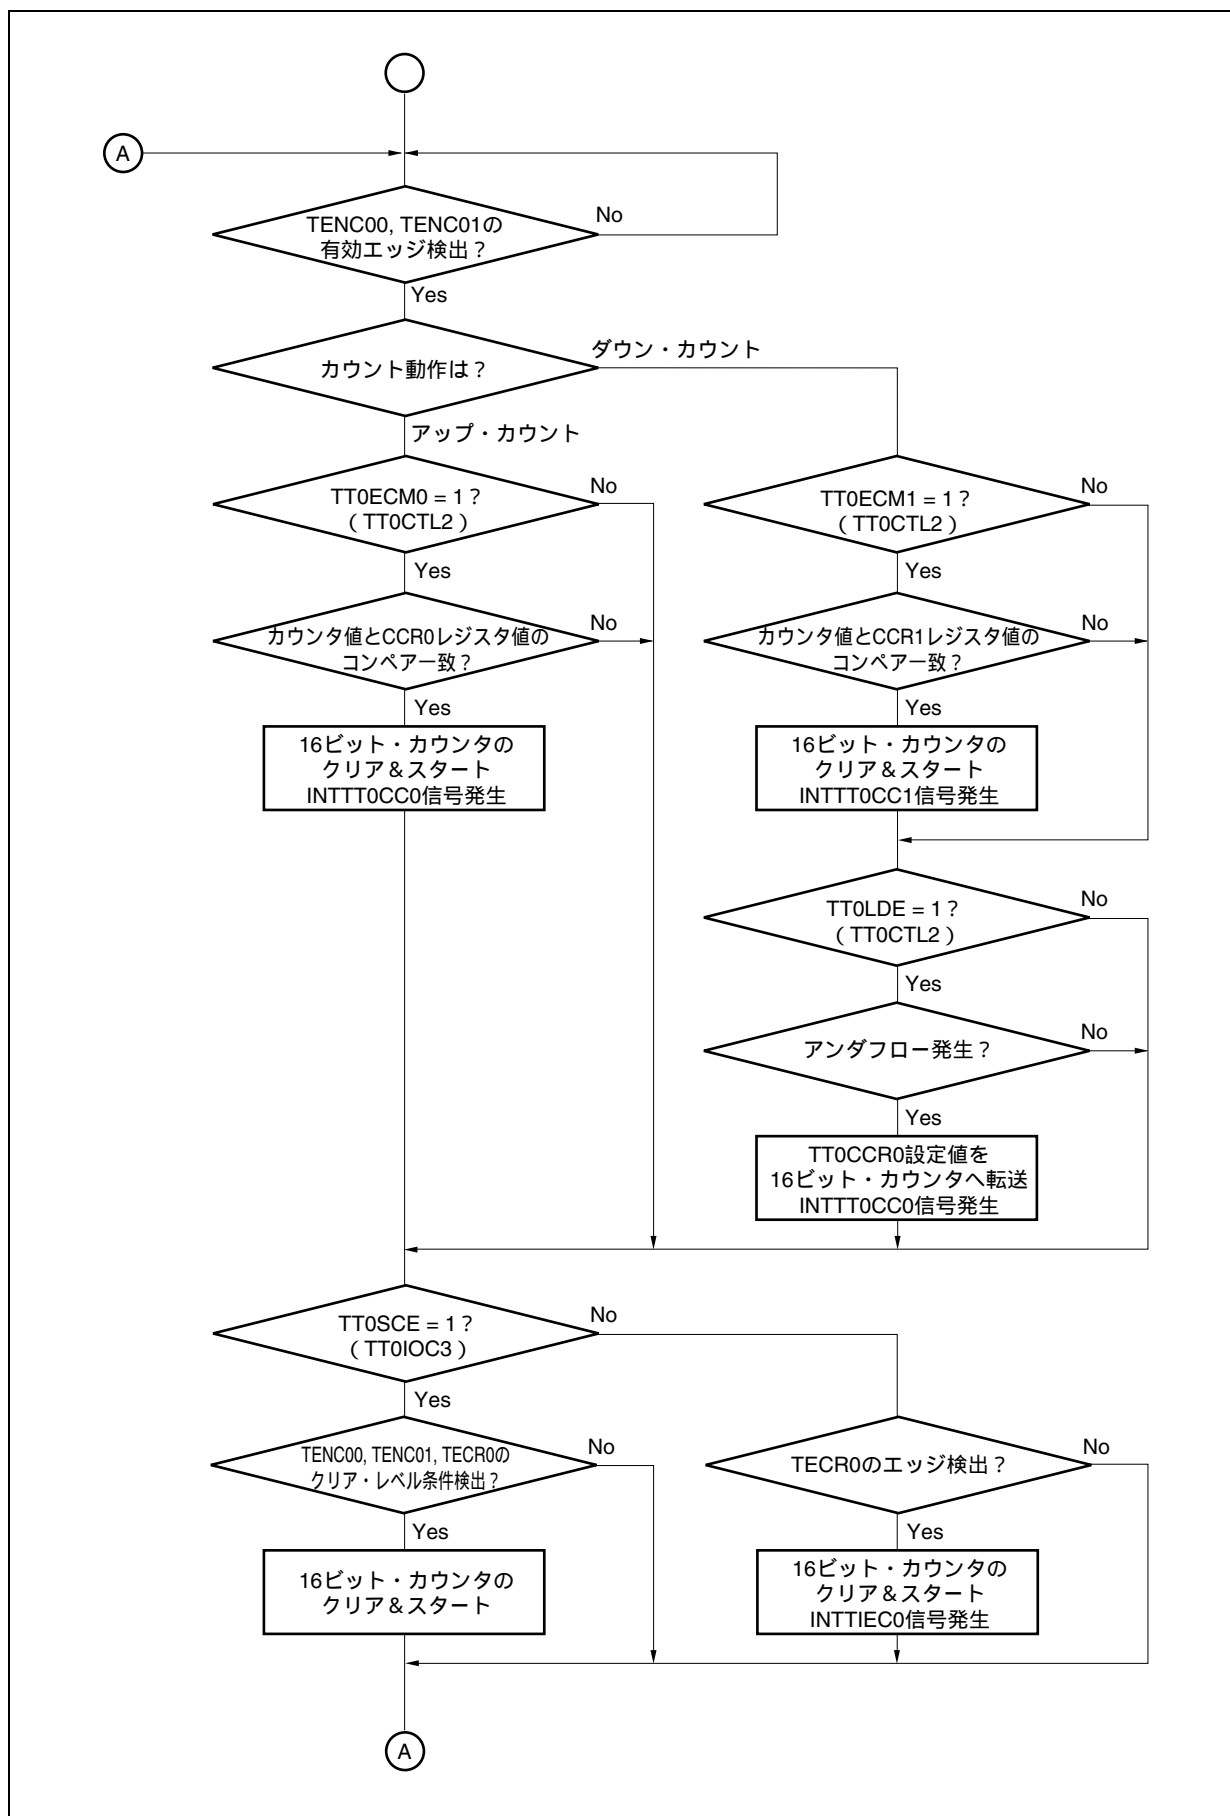 A
TENC00, TENC01の
有効エッジ検出？
No
Yes
カウント動作は？
ダウン・カウント
アップ・カウント
TT0ECM0 = 1？
（TT0CTL2）
No
TT0ECM1 = 1？
（TT0CTL2）
No
Yes
Yes
カウンタ値とCCR0レジスタ値の
コンペア一致？
No
カウンタ値とCCR1レジスタ値の
コンペア一致？
No
Yes
Yes
16ビット・カウンタの
クリア＆スタート
INTTT0CC0信号発生
16ビット・カウンタの
クリア＆スタート
INTTT0CC1信号発生
TT0LDE = 1？
（TT0CTL2）
No
Yes
アンダフロー発生？
No
Yes
TT0CCR0設定値を
16ビット・カウンタへ転送
INTTT0CC0信号発生
TT0SCE = 1？
（TT0IOC3）
No
Yes
TENC00, TENC01, TECR0の
クリア・レベル条件検出？
No
TECR0のエッジ検出？
No
Yes
Yes
16ビット・カウンタの
クリア＆スタート
16ビット・カウンタの
クリア＆スタート
INTTIEC0信号発生
A